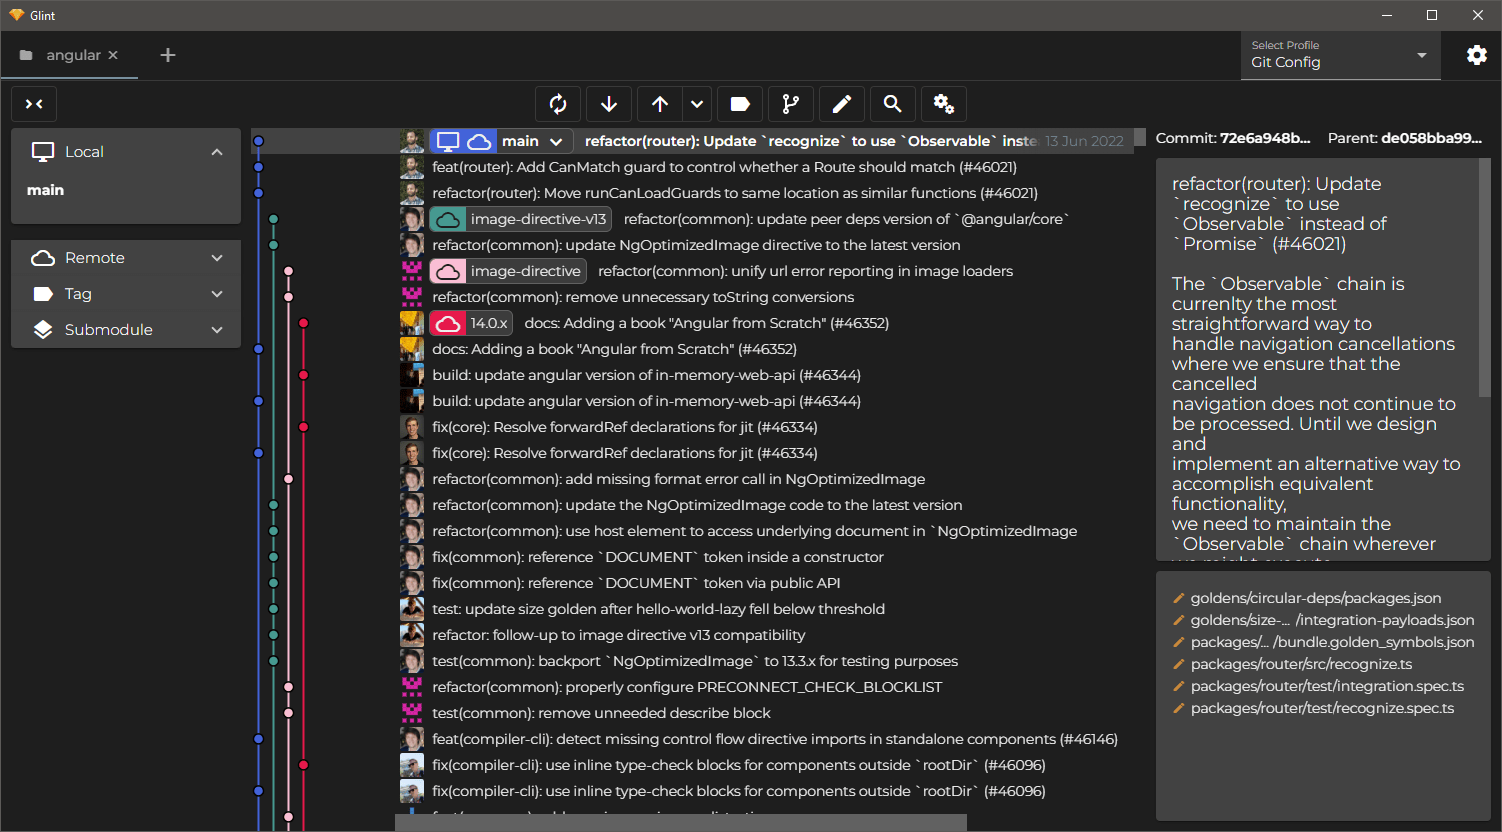 Glint
angular
Select Profile
Git Config
Local
main
Remote
Tag
Submodule
main refactor(router): Update `recognize` to use `Observable` inste 13 Jun 2022
feat(router): Add CanMatch guard to control whether a Route should match (#46021)
refactor(router): Move runCanLoadGuards to same location as similar functions (#46021)
image-directive-v13 refactor(common): update peer deps version of `@angular/core`
refactor(common): update NgOptimizedImage directive to the latest version
image-directive refactor(common): unify url error reporting in image loaders
refactor(common): remove unnecessary toString conversions
14.0.x docs: Adding a book "Angular from Scratch" (#46352)
docs: Adding a book "Angular from Scratch" (#46352)
build: update angular version of in-memory-web-api (#46344)
build: update angular version of in-memory-web-api (#46344)
fix(core): Resolve forwardRef declarations for jit (#46334)
fix(core): Resolve forwardRef declarations for jit (#46334)
refactor(common): add missing format error call in NgOptimizedImage
refactor(common): update the NgOptimizedImage code to the latest version
refactor(common): use host element to access underlying document in `NgOptimizedImage
fix(common): reference `DOCUMENT` token inside a constructor
fix(common): reference `DOCUMENT` token via public API
test: update size golden after hello-world-lazy fell below threshold
refactor: follow-up to image directive v13 compatibility
test(common): backport `NgOptimizedImage` to 13.3.x for testing purposes
refactor(common): properly configure PRECONNECT_CHECK_BLOCKLIST
test(common): remove unneeded describe block
feat(compiler-cli): detect missing control flow directive imports in standalone components (#46146)
fix(compiler-cli): use inline type-check blocks for components outside `rootDir` (#46096)
fix(compiler-cli): use inline type-check blocks for components outside `rootDir` (#46096)
Commit: 72e6a948b... Parent: de058bba99...
refactor(router): Update
`recognize` to use
`Observable` instead of
`Promise` (#46021)
The `Observable` chain is
currenlty the most
straightforward way to
handle navigation cancellations
where we ensure that the
cancelled
navigation does not continue to
be processed. Until we design
and
implement an alternative way to
accomplish equivalent
functionality,
we need to maintain the
`Observable` chain wherever
we might execute
goldens/circular-deps/packages.json
goldens/size-... /integration-payloads.json
packages/... /bundle.golden_symbols.json
packages/router/src/recognize.ts
packages/router/test/integration.spec.ts
packages/router/test/recognize.spec.ts